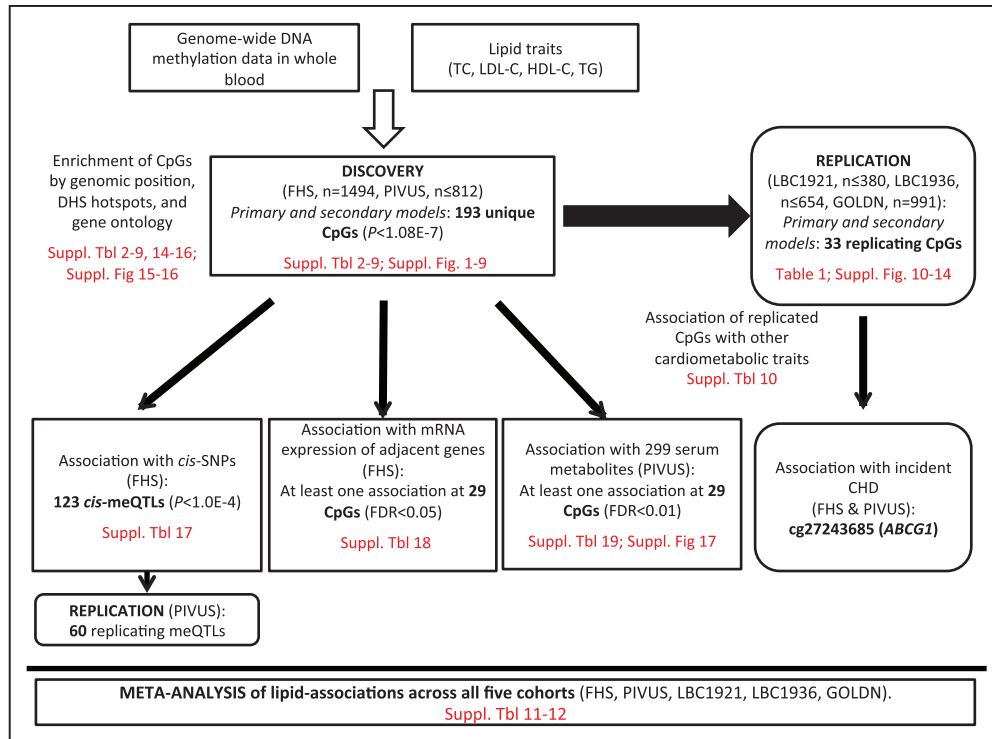 Genome-wide DNA
methylation data in whole
blood
Lipid traits
(TC, LDL-C, HDL-C, TG)
Enrichment of CpGs
by genomic position,
DHS hotspots, and
gene ontology
Suppl. Tbl 2-9, 14-16;
Suppl. Fig 15-16
DISCOVERY
(FHS, n=1494, PIVUS, n≤812)
Primary and secondary models: 193 unique
CpGs (P<1.08E-7)
Suppl. Tbl 2-9; Suppl. Fig. 1-9
REPLICATION
(LBC1921, n≤380, LBC1936,
n≤654, GOLDN, n=991):
Primary and secondary
models: 33 replicating CpGs
Table 1; Suppl. Fig. 10-14
Association of replicated
CpGs with other
cardiometabolic traits
Suppl. Tbl 10
Association with cis-SNPs
(FHS):
123 cis-meQTLs (P<1.0E-4)
Suppl. Tbl 17
Association with mRNA
expression of adjacent genes
(FHS):
At least one association at 29
CpGs (FDR<0.05)
Suppl. Tbl 18
Association with 299 serum
metabolites (PIVUS):
At least one association at 29
CpGs (FDR<0.01)
Suppl. Tbl 19; Suppl. Fig 17
Association with incident
CHD
(FHS & PIVUS):
cg27243685 (ABCG1)
REPLICATION (PIVUS):
60 replicating meQTLs
META-ANALYSIS of lipid-associations across all five cohorts (FHS, PIVUS, LBC1921, LBC1936, GOLDN).
Suppl. Tbl 11-12